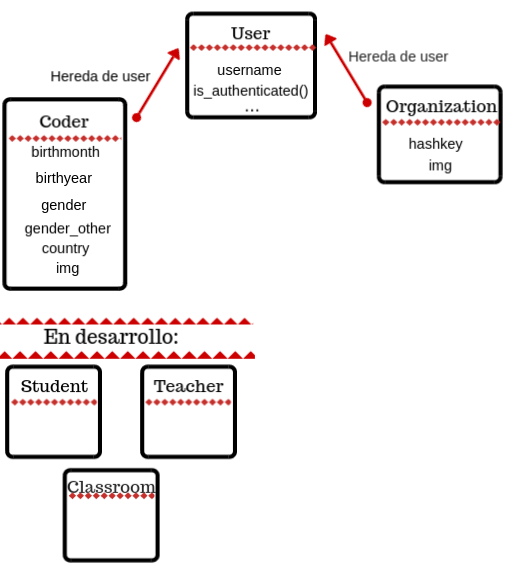 User
username
is_authenticated()
...
Hereda de user
Hereda de user
Coder
birthmonth
birthyear
gender
gender_other
country
img
Organization
hashkey
img
En desarrollo:
Student
Teacher
Classroom